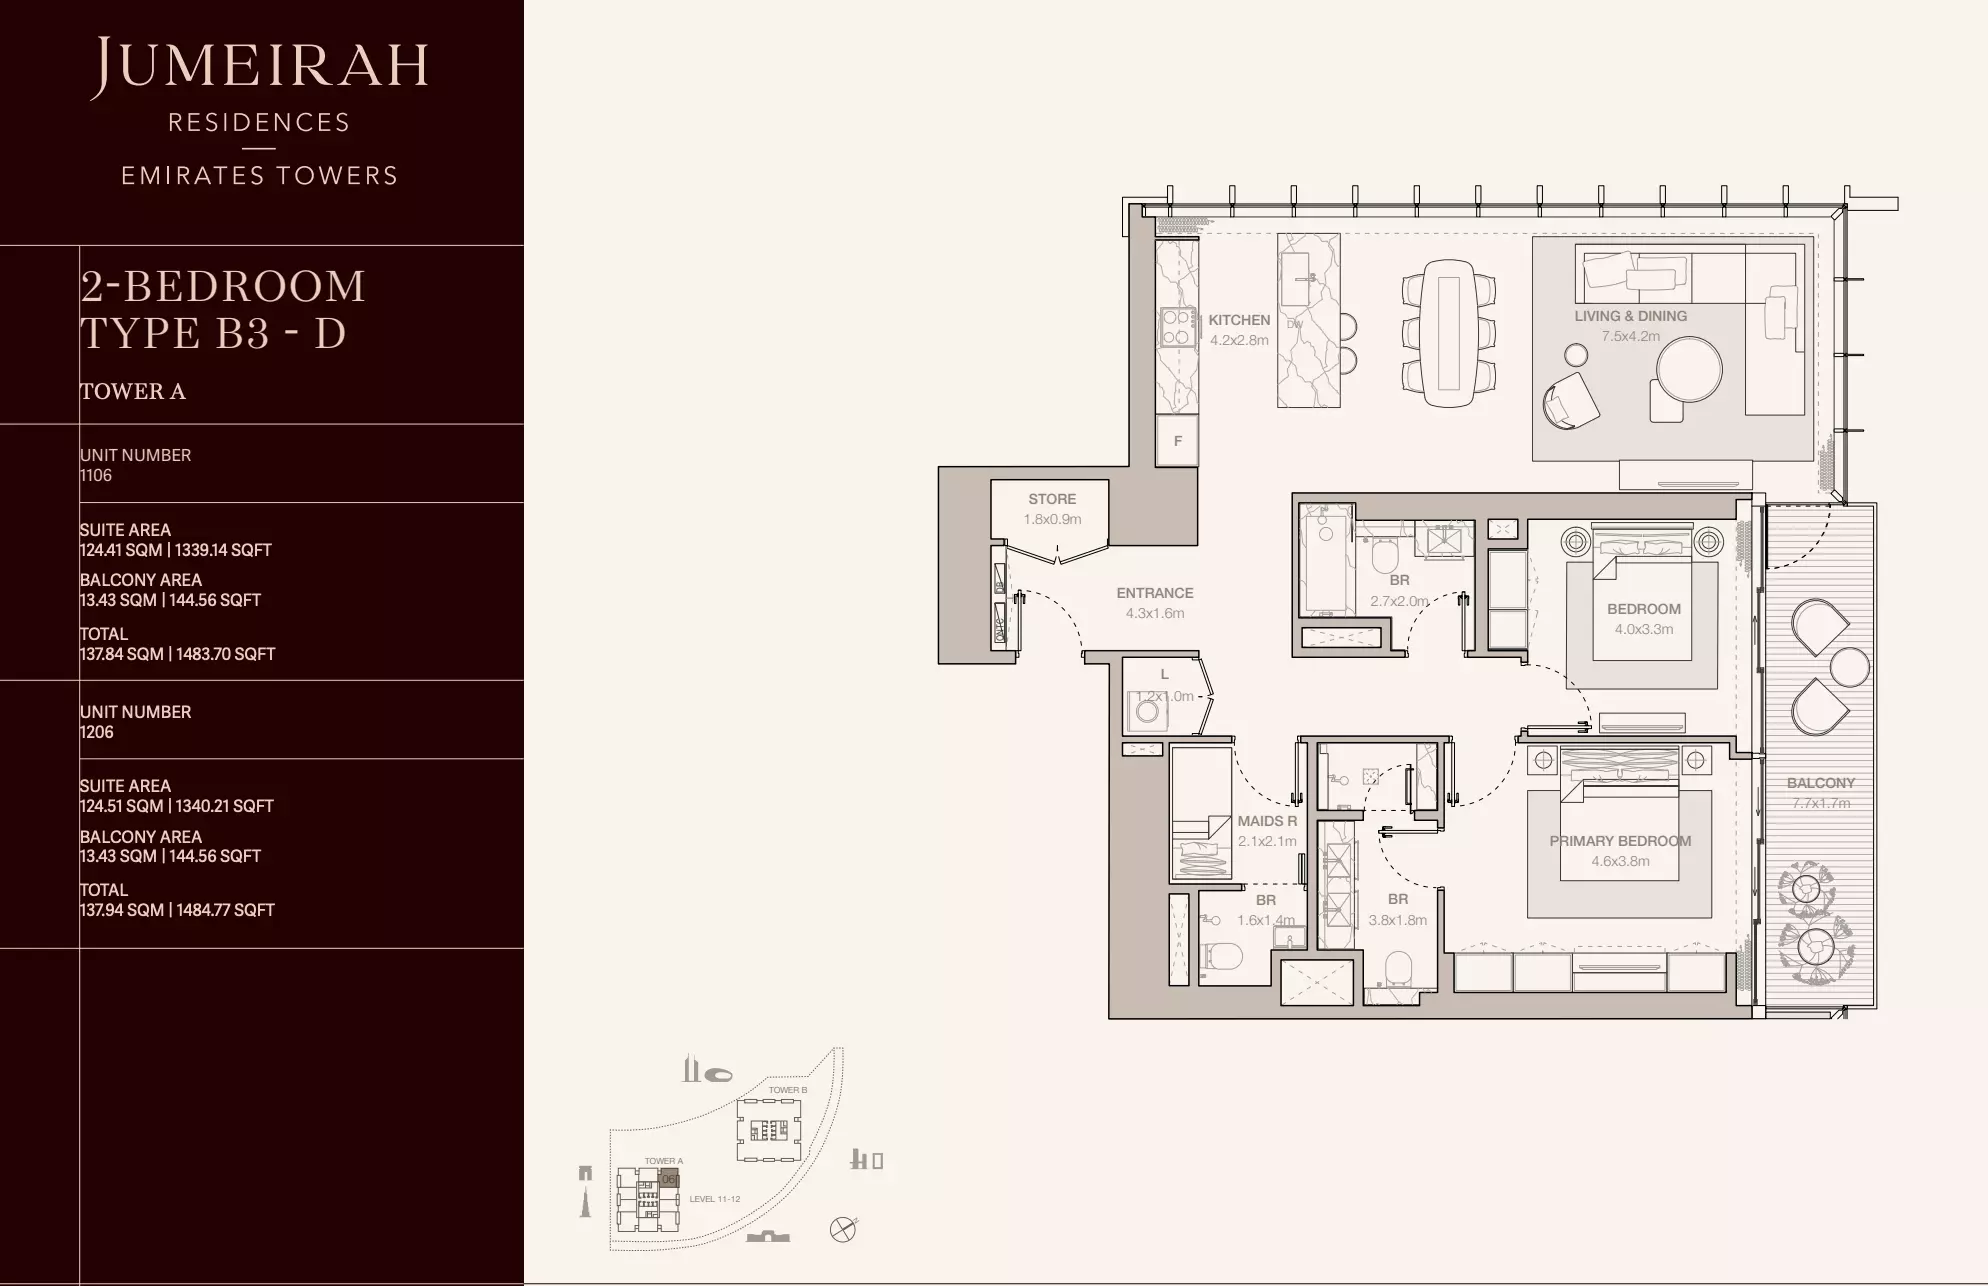 JUMEIRAH
RESIDENCES
EMIRATES TOWERS
2-BEDROOM
TYPE B3 - D
TOWER A
UNIT NUMBER
1106
SUITE AREA
124.41 SQM | 1339.14 SQFT
BALCONY AREA
13.43 SQM | 144.56 SQFT
TOTAL
137.84 SQM | 1483.70 SQFT
UNIT NUMBER
1206
SUITE AREA
124.51 SQM | 1340.21 SQFT
BALCONY AREA
13.43 SQM | 144.56 SQFT
TOTAL
137.94 SQM | 1484.77 SQFT
KITCHEN
4.2x2.8m
DW
LIVING & DINING
7.5x4.2m
F
STORE
1.8x0.9m
ENTRANCE
4.3x1.6m
DB
BR
2.7x2.0m
BEDROOM
4.0x3.3m
L
1.2x1.0m
MAIDS R
2.1x2.1m
BR
1.6x1.4m
BR
3.8x1.8m
PRIMARY BEDROOM
4.6x3.8m
BALCONY
7.7x1.7m
TOWER B
TOWER A
06
LEVEL 11-12